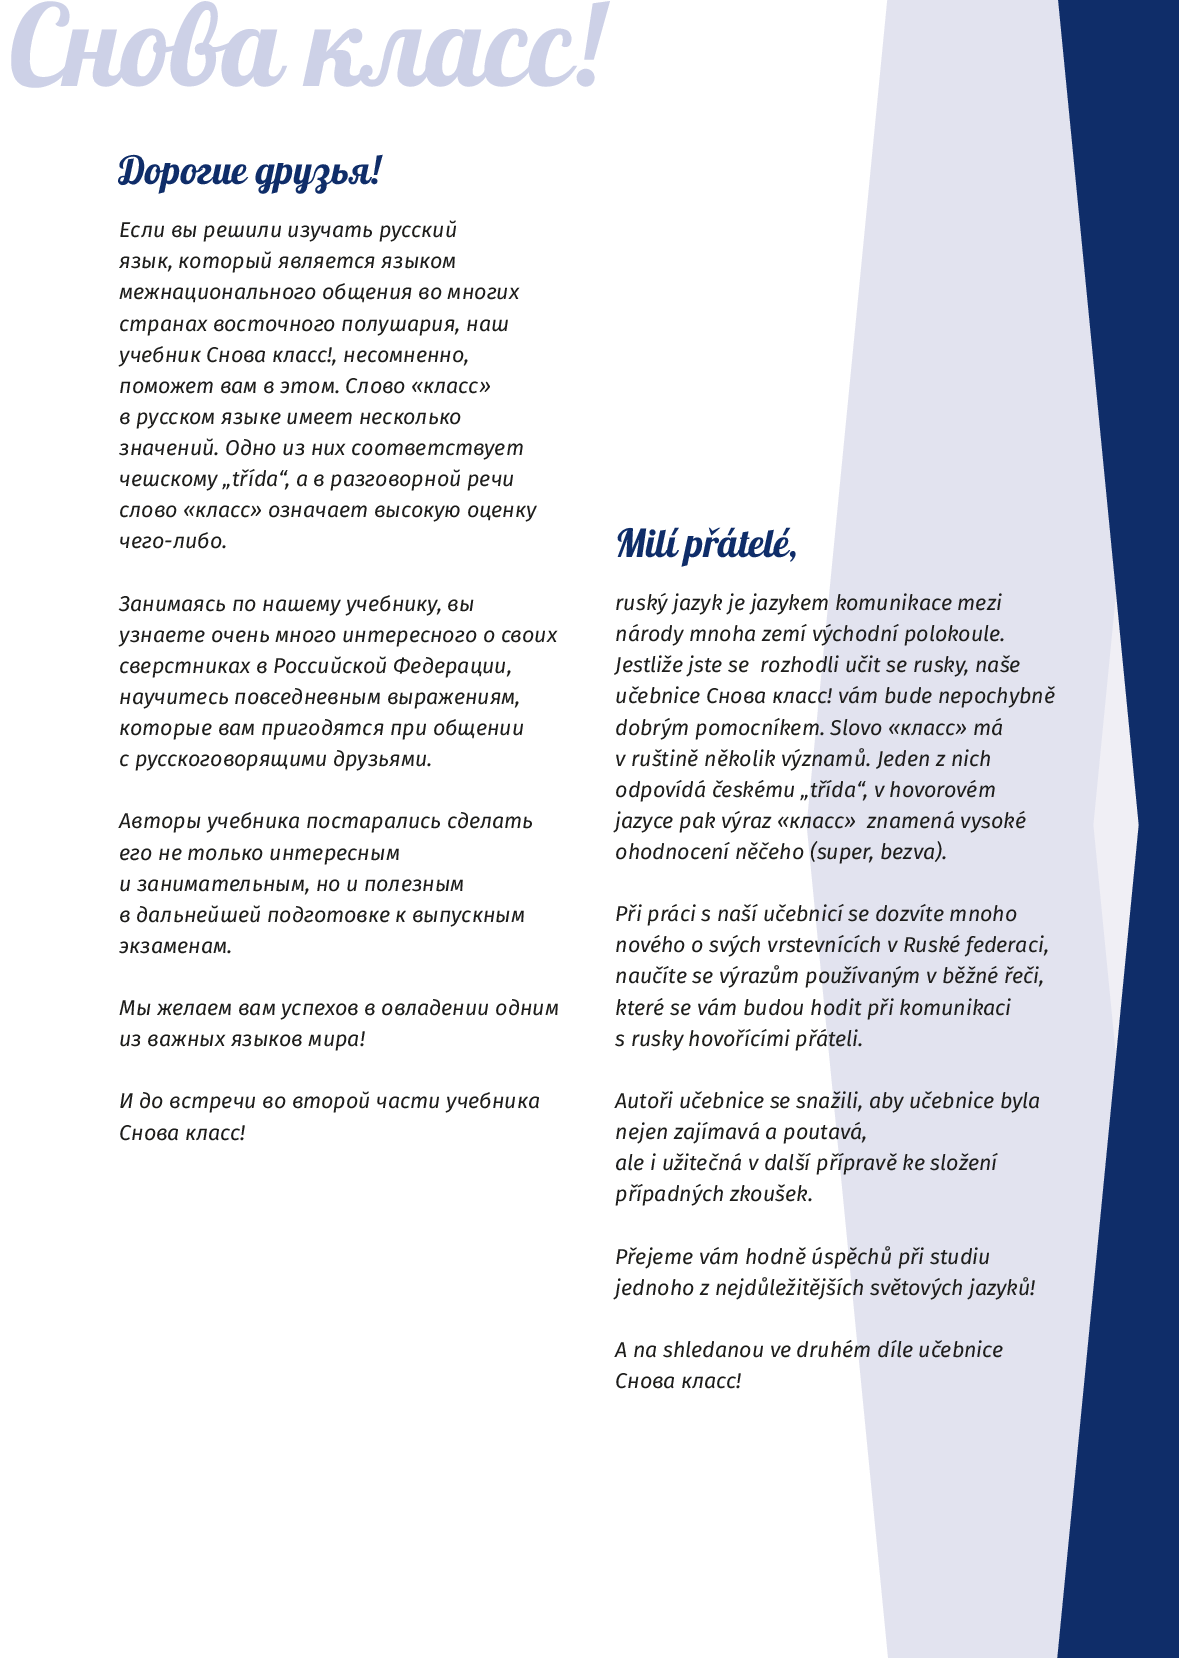 Снова класс!
Дорогие друзья!
Если вы решили изучать русский
язык, который является языком
межнационального общения во многих
странах восточного полушария, наш
учебник Снова класс!, несомненно,
поможет вам в этом. Слово «класс»
в русском языке имеет несколько
значений. Одно из них соответствует
чешскому „třída“, а в разговорной речи
слово «класс» означает высокую оценку
чего-либо.
Занимаясь по нашему учебнику, вы
узнаете очень много интересного о своих
сверстниках в Российской Федерации,
научитесь повседневным выражениям,
которые вам пригодятся при общении
с русскоговорящими друзьями.
Авторы учебника постарались сделать
его не только интересным
и занимательным, но и полезным
в дальнейшей подготовке к выпускным
экзаменам.
Мы желаем вам успехов в овладении одним
из важных языков мира!
И до встречи во второй части учебника
Снова класс!
Milí přátelé,
ruský jazyk je jazykem komunikace mezi
národy mnoha zemí východní polokoule.
Jestliže jste se  rozhodli učit se rusky, naše
učebnice Снова класс! vám bude nepochybně
dobrým pomocníkem. Slovo «класс» má
v ruštině několik významů. Jeden z nich
odpovídá českému „třída“, v hovorovém
jazyce pak výraz «класс»  znamená vysoké
ohodnocení něčeho (super, bezva).
Při práci s naší učebnicí se dozvíte mnoho
nového o svých vrstevnících v Ruské federaci,
naučíte se výrazům používaným v běžné řeči,
které se vám budou hodit při komunikaci
s rusky hovořícími přáteli.
Autoři učebnice se snažili, aby učebnice byla
nejen zajímavá a poutavá,
ale i užitečná v další přípravě ke složení
případných zkoušek.
Přejeme vám hodně úspěchů při studiu
jednoho z nejdůležitějších světových jazyků!
A na shledanou ve druhém díle učebnice
Снова класс!